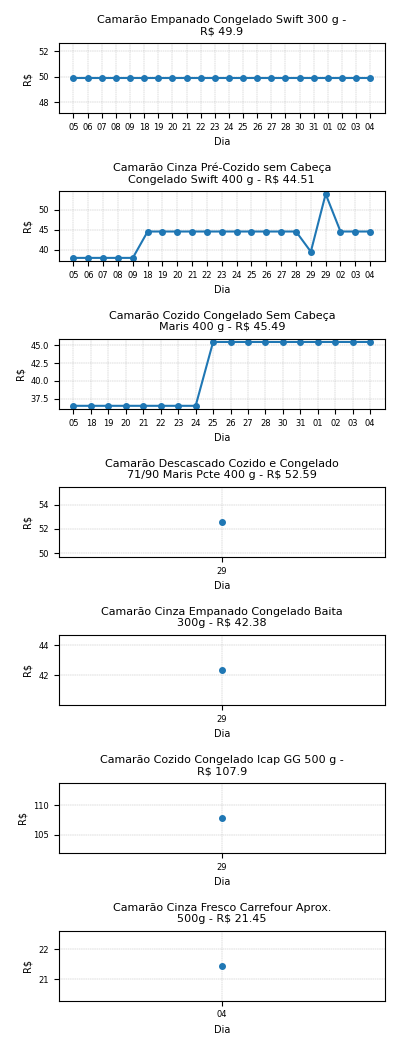 Camarão Empanado Congelado Swift 300 g -
R$ 49.9
52
50
48
R$
05 06 07 08 09 18 19 20 21 22 23 24 25 26 27 28 30 31 01 02 03 04
Dia
Camarão Cinza Pré-Cozido sem Cabeça
Congelado Swift 400 g - R$ 44.51
50
45
40
R$
05 06 07 08 09 18 19 20 21 22 23 24 25 26 27 28 29 29 02 03 04
Dia
Camarão Cozido Congelado Sem Cabeça
Maris 400 g - R$ 45.49
45.0
42.5
40.0
37.5
R$
05 18 19 20 21 22 23 24 25 26 27 28 30 31 01 02 03 04
Dia
Camarão Descascado Cozido e Congelado
71/90 Maris Pcte 400 g - R$ 52.59
54
52
50
R$
29
Dia
Camarão Cinza Empanado Congelado Baita
300g - R$ 42.38
44
42
R$
29
Dia
Camarão Cozido Congelado Icap GG 500 g -
R$ 107.9
110
105
R$
29
Dia
Camarão Cinza Fresco Carrefour Aprox.
500g - R$ 21.45
22
21
R$
04
Dia